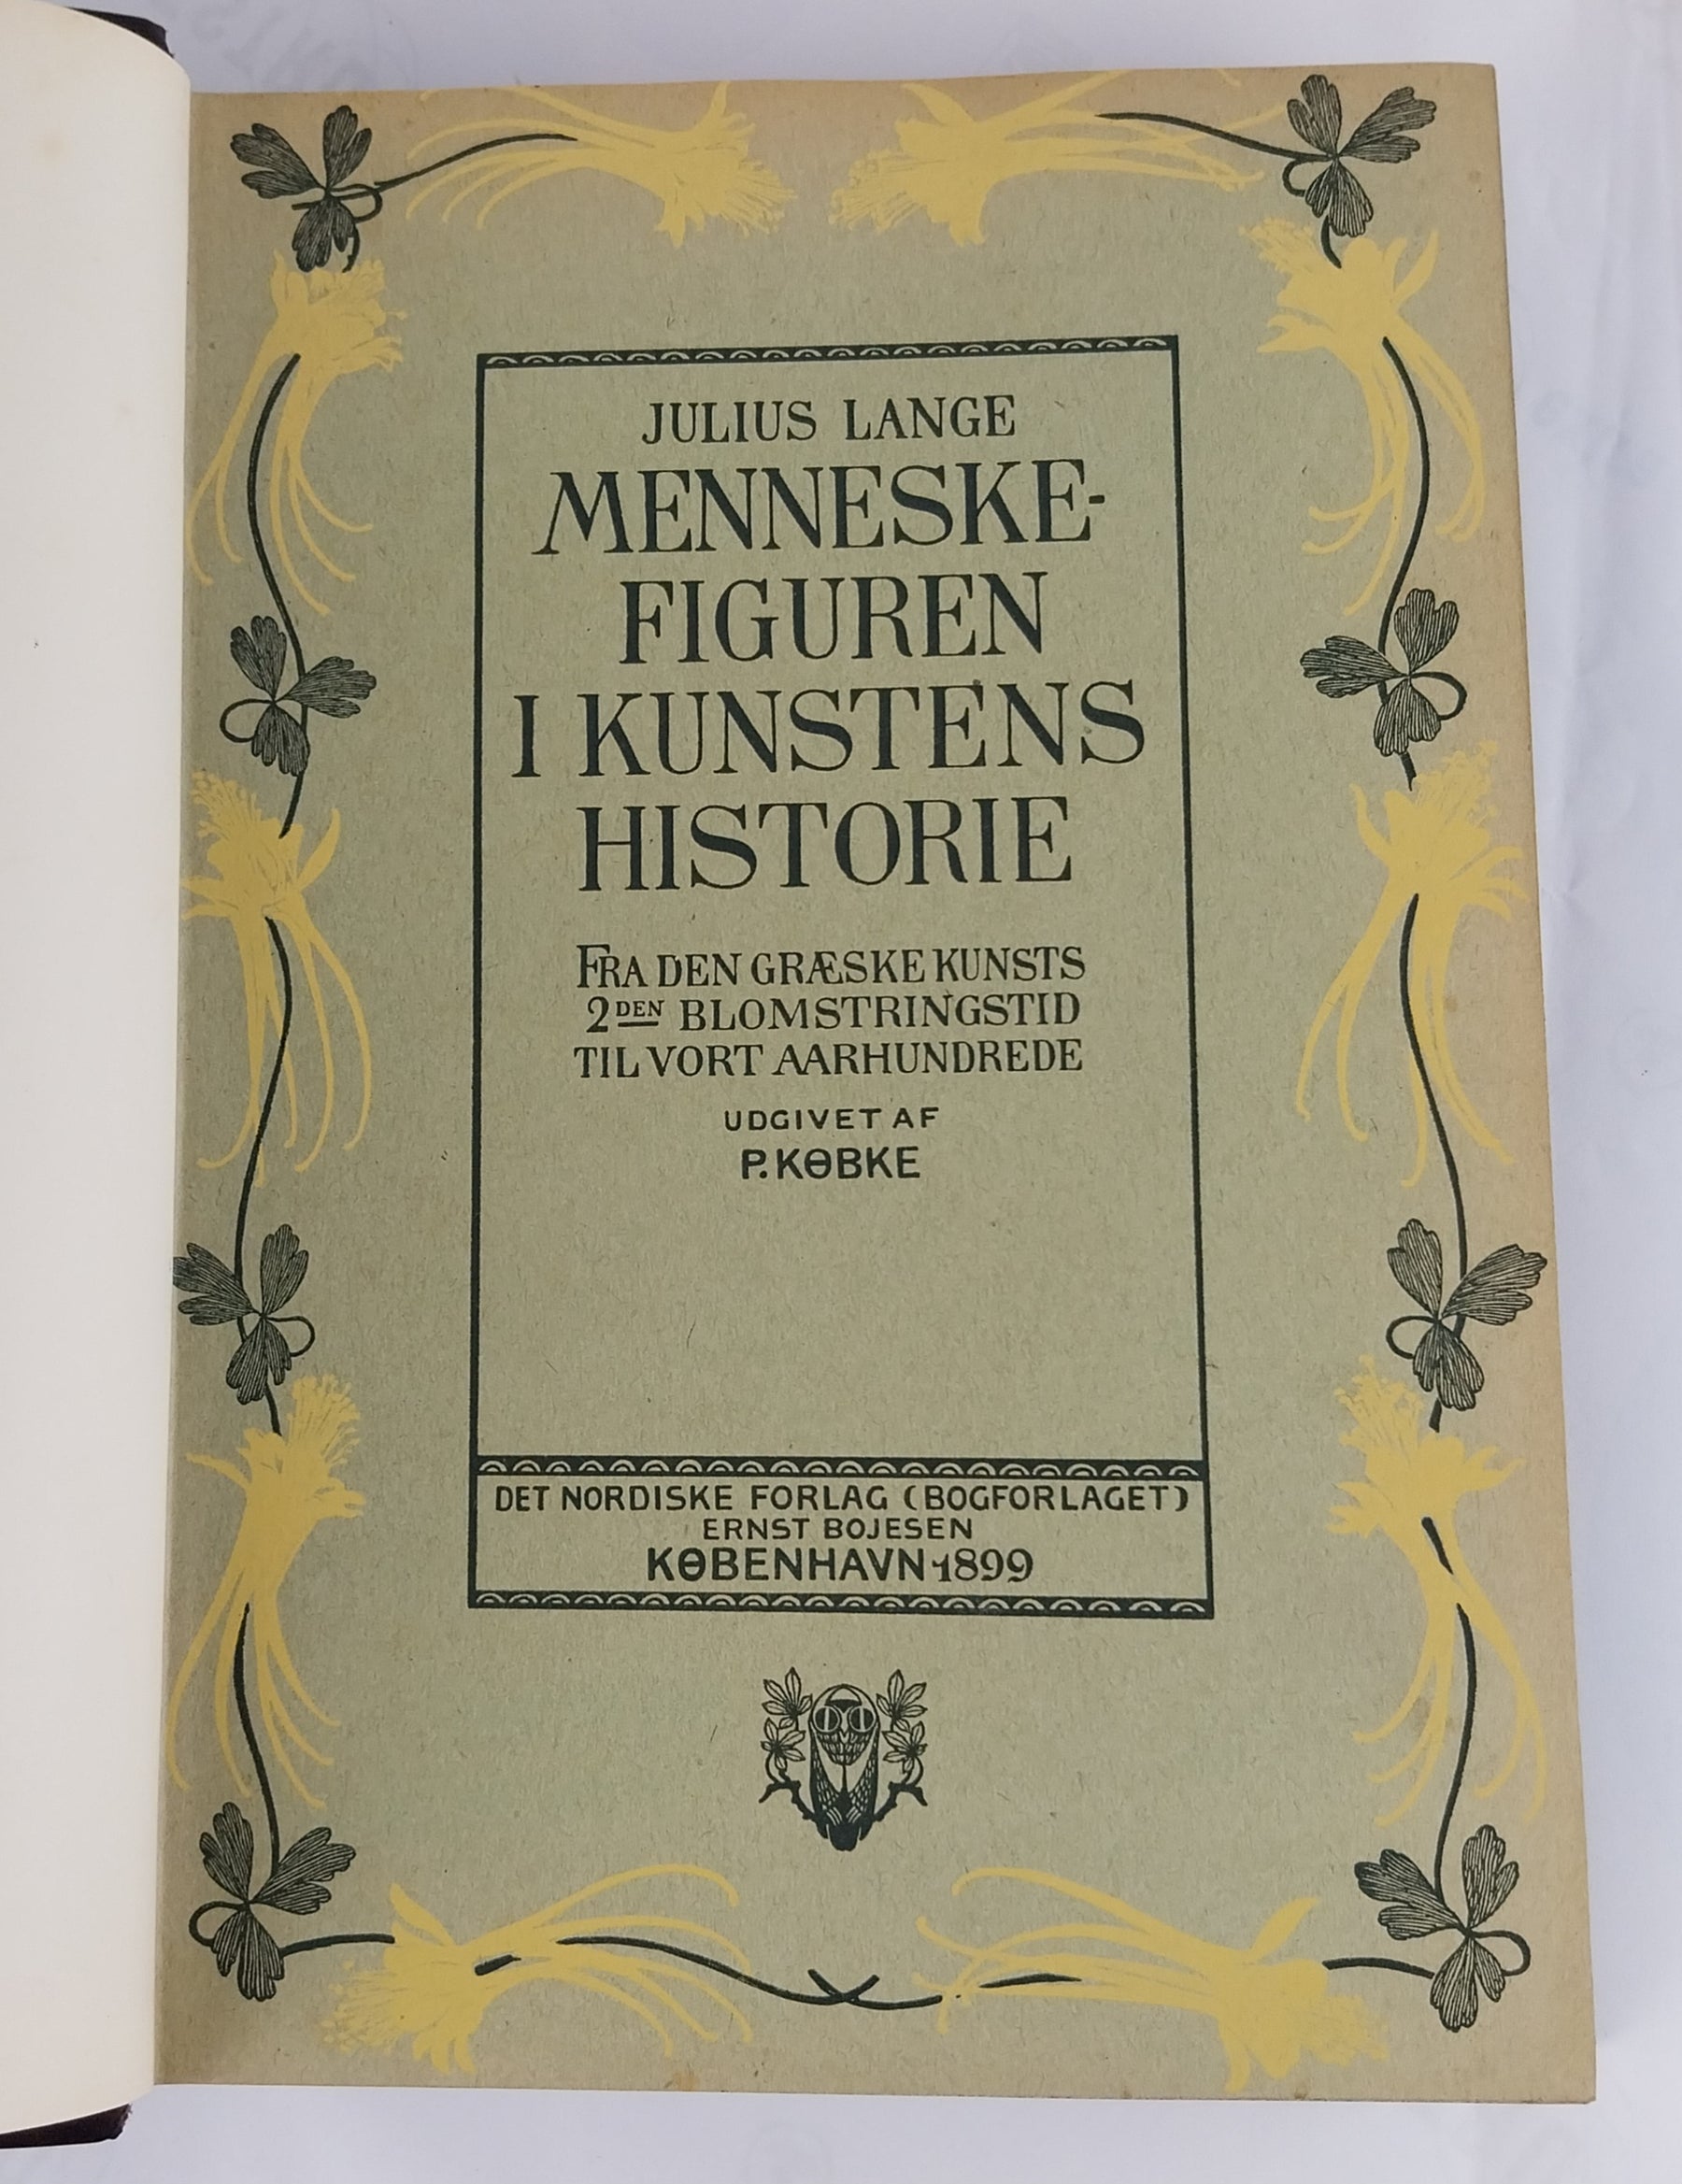 JULIUS LANGE
MENNESKE-
FIGUREN
I KUNSTENS
HISTORIE
FRA DEN GRÆSKE KUNSTS
2DEN BLOMSTRINGSTID
TIL VORT AARHUNDREDE
UDGIVET AF
P. KØBKE
DET NORDISKE FORLAG (BOGFORLAGET)
ERNST BOJESEN
KØBENHAVN·1899